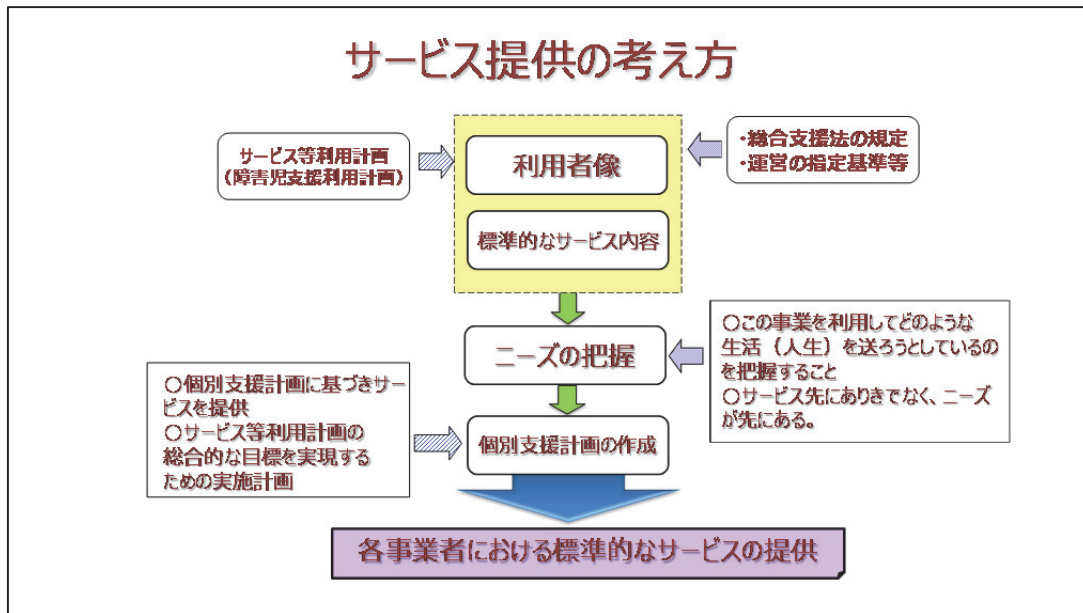 サービス提供の考え方
サービス等利用計画
(障害児支援利用計画)
利用者像
・総合支援法の規定
・運営の指定基準等
標準的なサービス内容
ニーズの把握
○この事業を利用してどのような
生活（人生）を送ろうとしているの
を把握すること
○サービス先にありきでなく、ニーズ
が先にある。
○個別支援計画に基づきサー
ビスを提供
○サービス等利用計画の
総合的な目標を実現する
ための実施計画
個別支援計画の作成
各事業者における標準的なサービスの提供